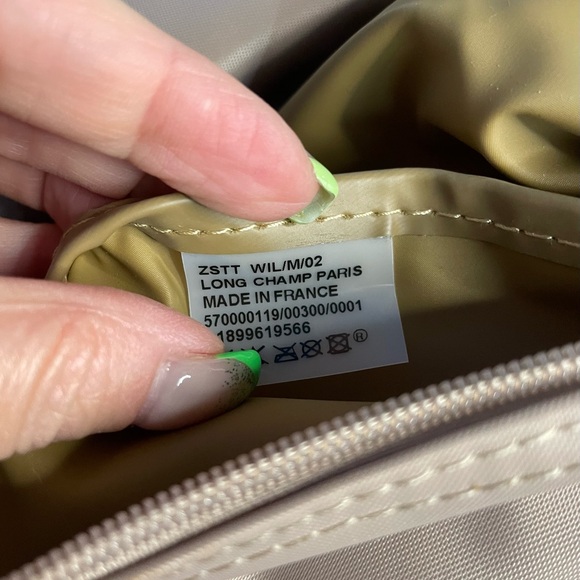 ZSTT WIL/M/02
LONG CHAMP PARIS
MADE IN FRANCE
570000119/00300/0001
1899619566
®